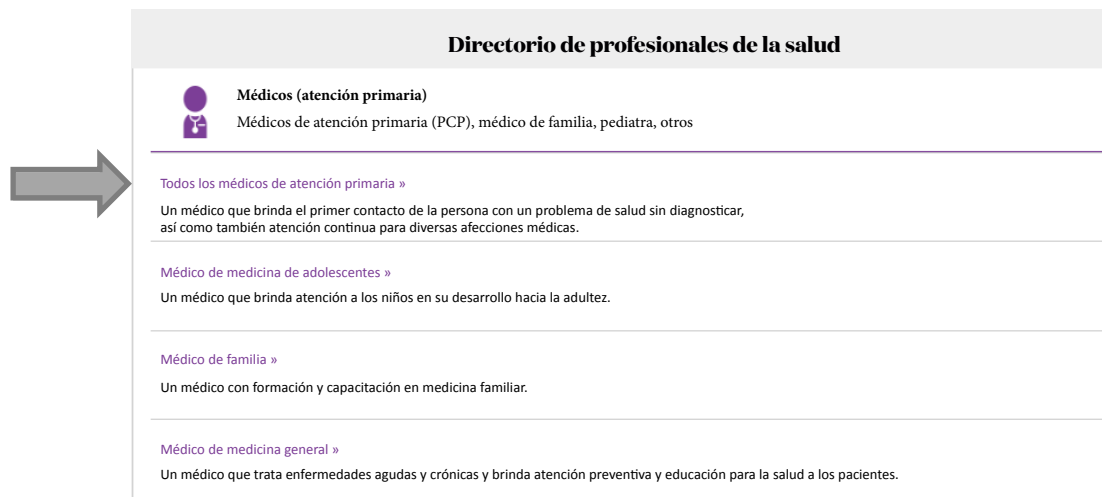 Directorio de profesionales de la salud
Médicos (atención primaria)
Médicos de atención primaria (PCP), médico de familia, pediatra, otros
Todos los médicos de atención primaria »
Un médico que brinda el primer contacto de la persona con un problema de salud sin diagnosticar,
así como también atención continua para diversas afecciones médicas.
Médico de medicina de adolescentes »
Un médico que brinda atención a los niños en su desarrollo hacia la adultez.
Médico de familia »
Un médico con formación y capacitación en medicina familiar.
Médico de medicina general »
Un médico que trata enfermedades agudas y crónicas y brinda atención preventiva y educación para la salud a los pacientes.